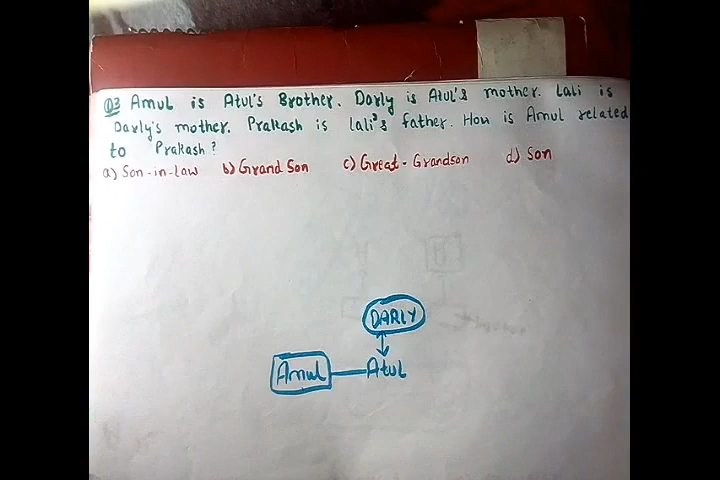 Q3 Amul is Atul's Brother. Darly is Atul's mother. Lali is
Darly's mother. Prakash is lali's father. How is Amul related
to Prakash?
a) Son-in-law b) Grand Son c) Great-Grandson d) Son
DARLY
Amul Atul